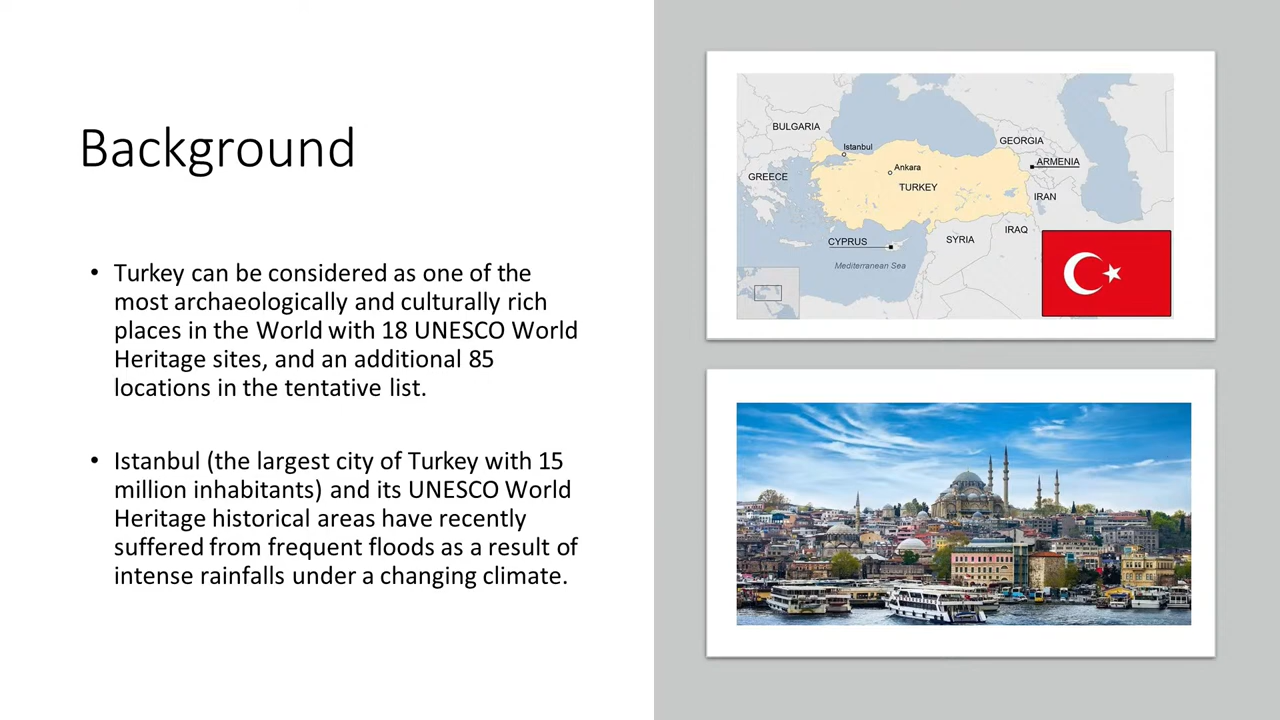 Background
• Turkey can be considered as one of the
most archaeologically and culturally rich
places in the World with 18 UNESCO World
Heritage sites, and an additional 85
locations in the tentative list.
• Istanbul (the largest city of Turkey with 15
million inhabitants) and its UNESCO World
Heritage historical areas have recently
suffered from frequent floods as a result of
intense rainfalls under a changing climate.
BULGARIA
GEORGIA
Istanbul
ARMENIA
Ankara
GREECE
TURKEY
IRAN
IRAQ
CYPRUS
SYRIA
Mediterranean Sea